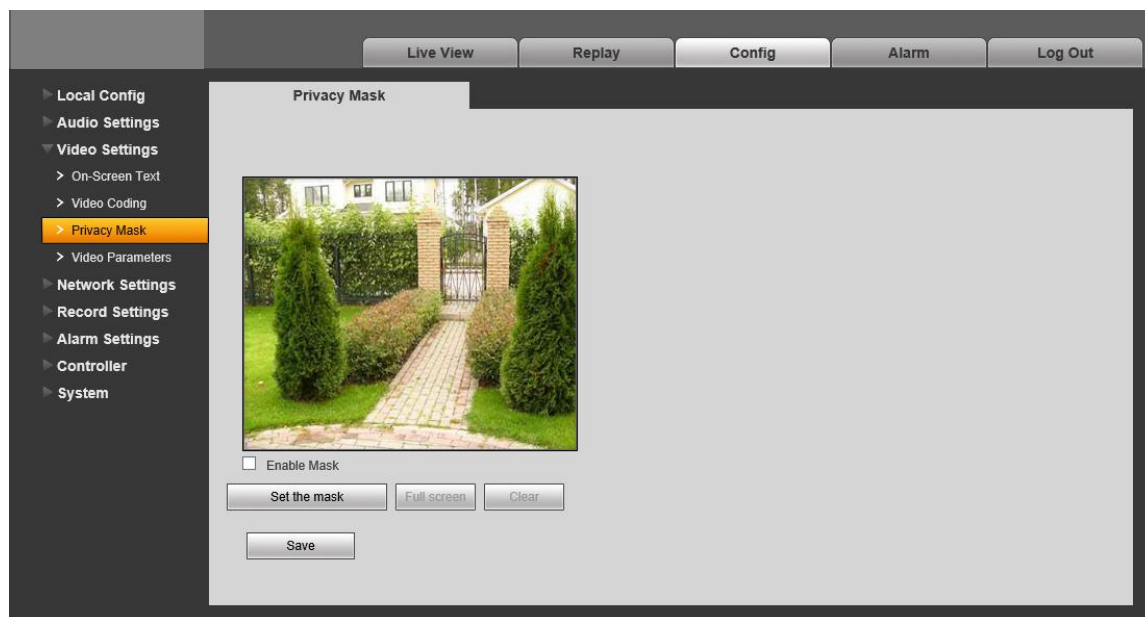 Live View Replay Config Alarm Log Out
Local Config
Audio Settings
Video Settings
> On-Screen Text
> Video Coding
> Privacy Mask
> Video Parameters
Network Settings
Record Settings
Alarm Settings
Controller
System
Privacy Mask
Enable Mask
Set the mask Full screen Clear
Save